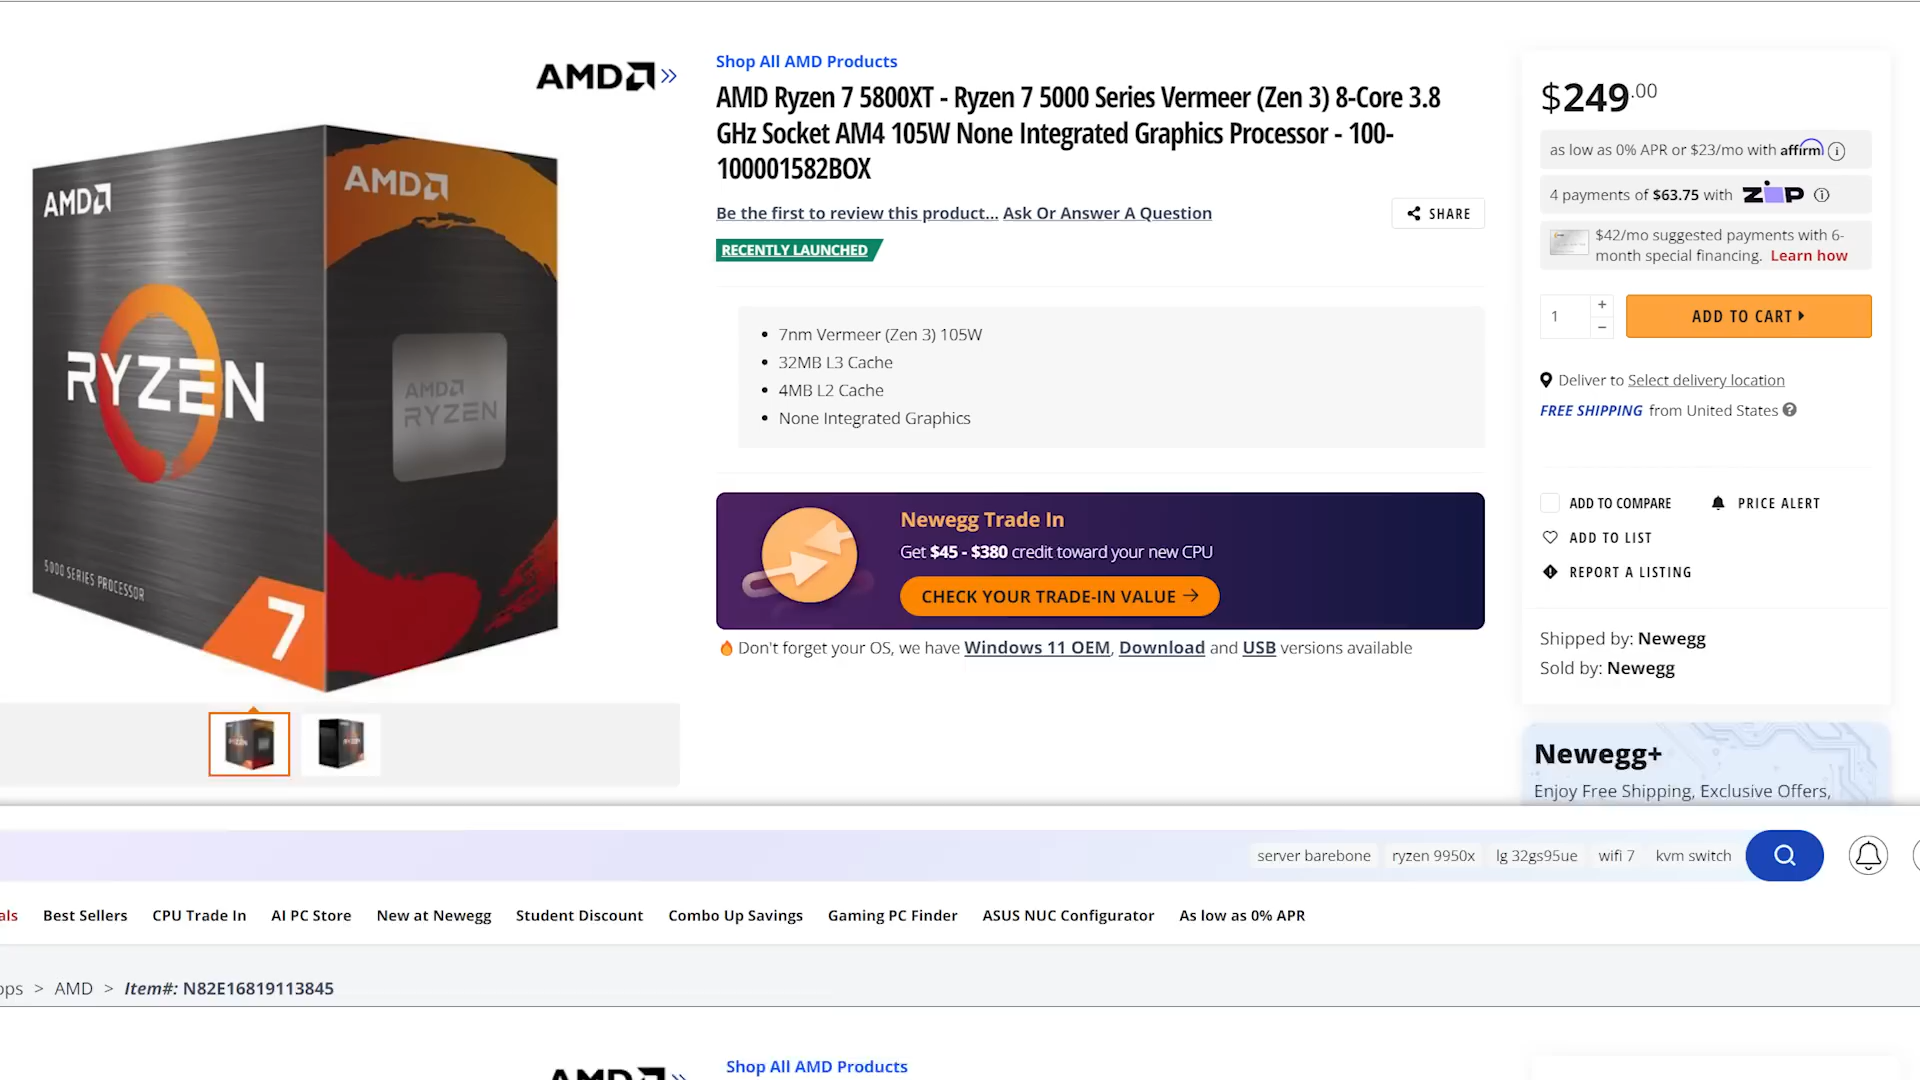 AMD
Shop All AMD Products
AMD Ryzen 7 5800XT - Ryzen 7 5000 Series Vermeer (Zen 3) 8-Core 3.8
GHz Socket AM4 105W None Integrated Graphics Processor - 100-
100001582BOX
Be the first to review this product... Ask Or Answer A Question
SHARE
RECENTLY LAUNCHED
7nm Vermeer (Zen 3) 105W
32MB L3 Cache
4MB L2 Cache
None Integrated Graphics
Newegg Trade In
Get $45 - $380 credit toward your new CPU
CHECK YOUR TRADE-IN VALUE
Don't forget your OS, we have Windows 11 OEM, Download and USB versions available
AMD
AMD
RYZEN
AMD
RYZEN
5000 SERIES PROCESSOR
7
$249.00
as low as 0% APR or $23/mo with affirm
4 payments of $63.75 with ZIP
$42/mo suggested payments with 6-
month special financing. Learn how
1
+
−
ADD TO CART
Deliver to Select delivery location
FREE SHIPPING from United States
ADD TO COMPARE
PRICE ALERT
ADD TO LIST
REPORT A LISTING
Shipped by: Newegg
Sold by: Newegg
Newegg+
Enjoy Free Shipping, Exclusive Offers,
server barebone ryzen 9950x lg 32gs95ue wifi 7 kvm switch
als Best Sellers CPU Trade In AI PC Store New at Newegg Student Discount Combo Up Savings Gaming PC Finder ASUS NUC Configurator As low as 0% APR
ops > AMD > Item#: N82E16819113845
AMD
Shop All AMD Products